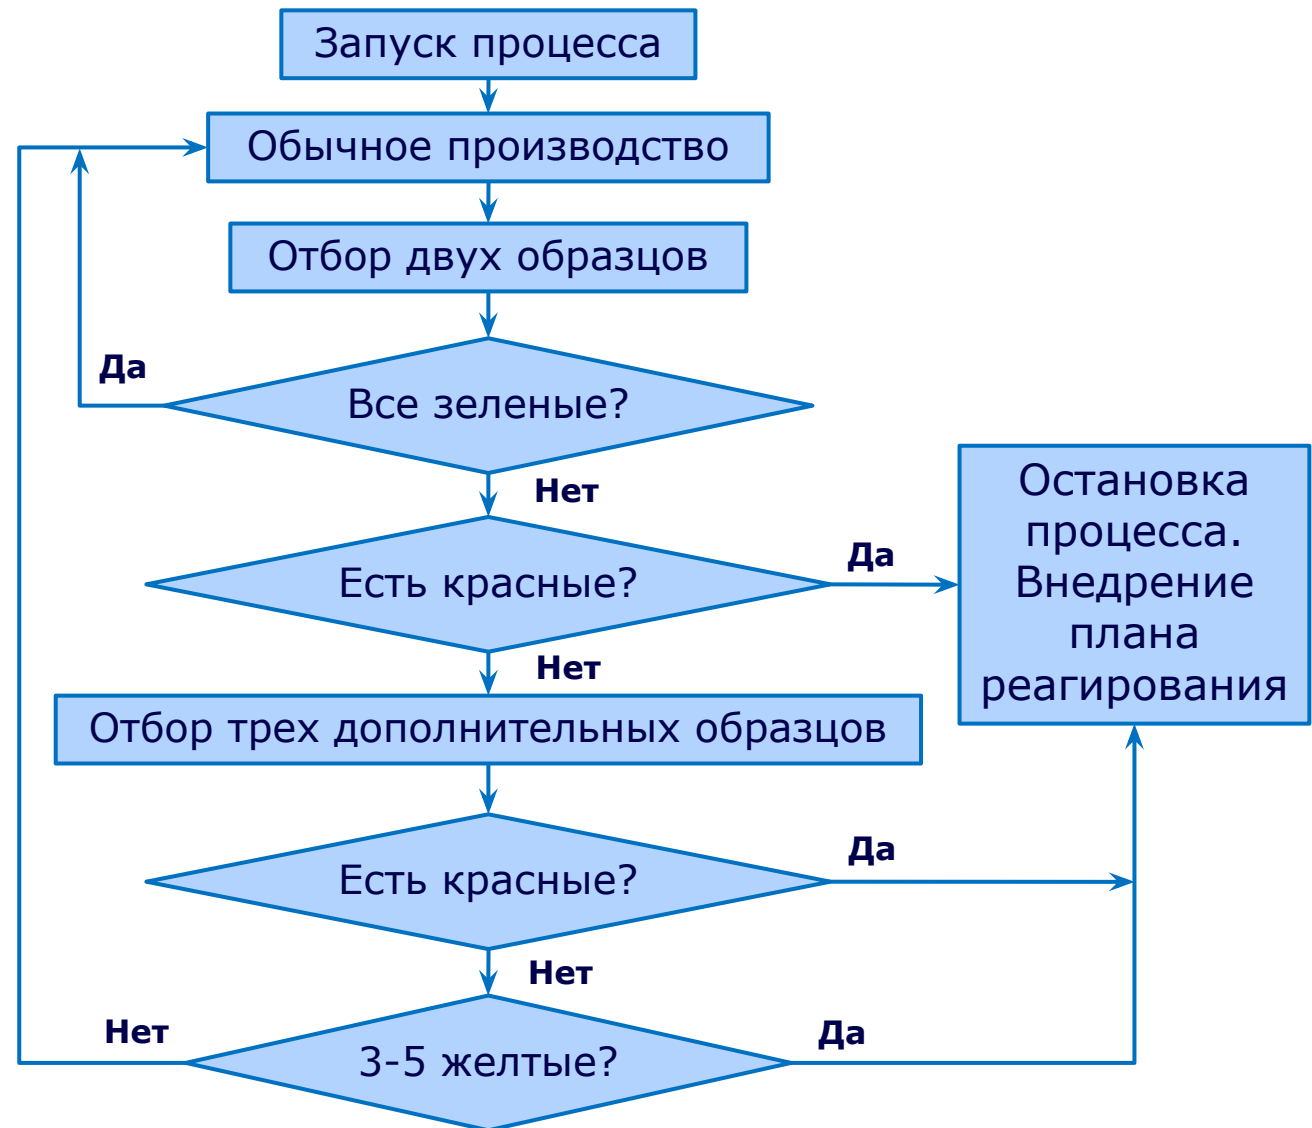 Запуск процесса
Обычное производство
Отбор двух образцов
Да
Все зеленые?
Нет
Есть красные?
Да
Остановка
процесса.
Внедрение
плана
реагирования
Нет
Отбор трех дополнительных образцов
Есть красные?
Да
Нет
Нет
3-5 желтые?
Да